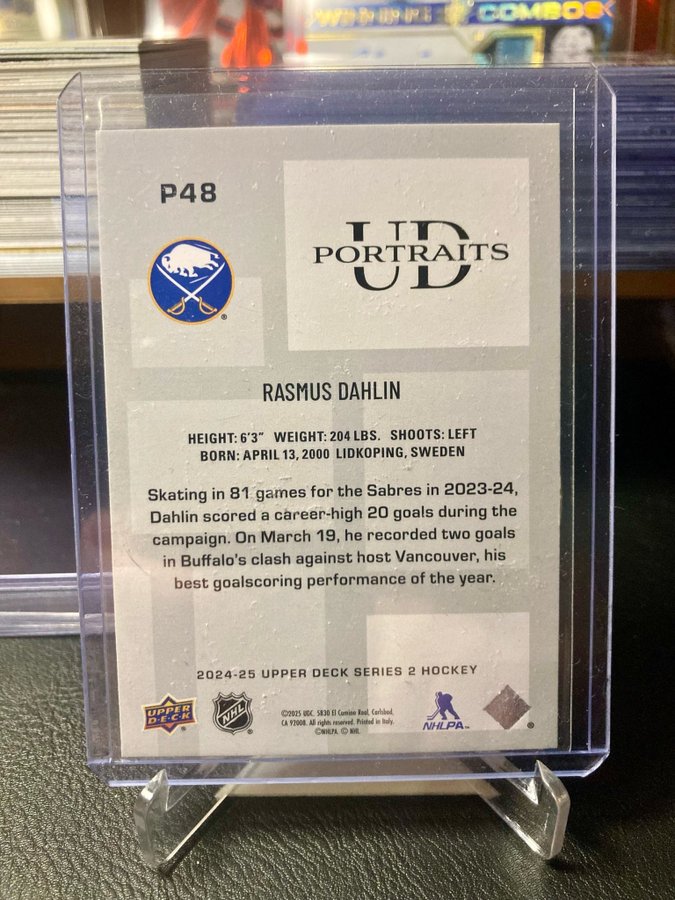 WINNING COMBOS
P48
UD
PORTRAITS
RASMUS DAHLIN
HEIGHT: 6'3" WEIGHT: 204 LBS. SHOOTS: LEFT
BORN: APRIL 13, 2000 LIDKOPING, SWEDEN
Skating in 81 games for the Sabres in 2023-24,
Dahlin scored a career-high 20 goals during the
campaign. On March 19, he recorded two goals
in Buffalo's clash against host Vancouver, his
best goalscoring performance of the year.
2024-25 UPPER DECK SERIES 2 HOCKEY
UPPER
D·E·C·K
NHL
©2025 UGC. 5830 El Camino Real, Carlsbad,
CA 92008. All rights reserved. Printed in Italy.
©NHLPA. © NHL.
NHLPA